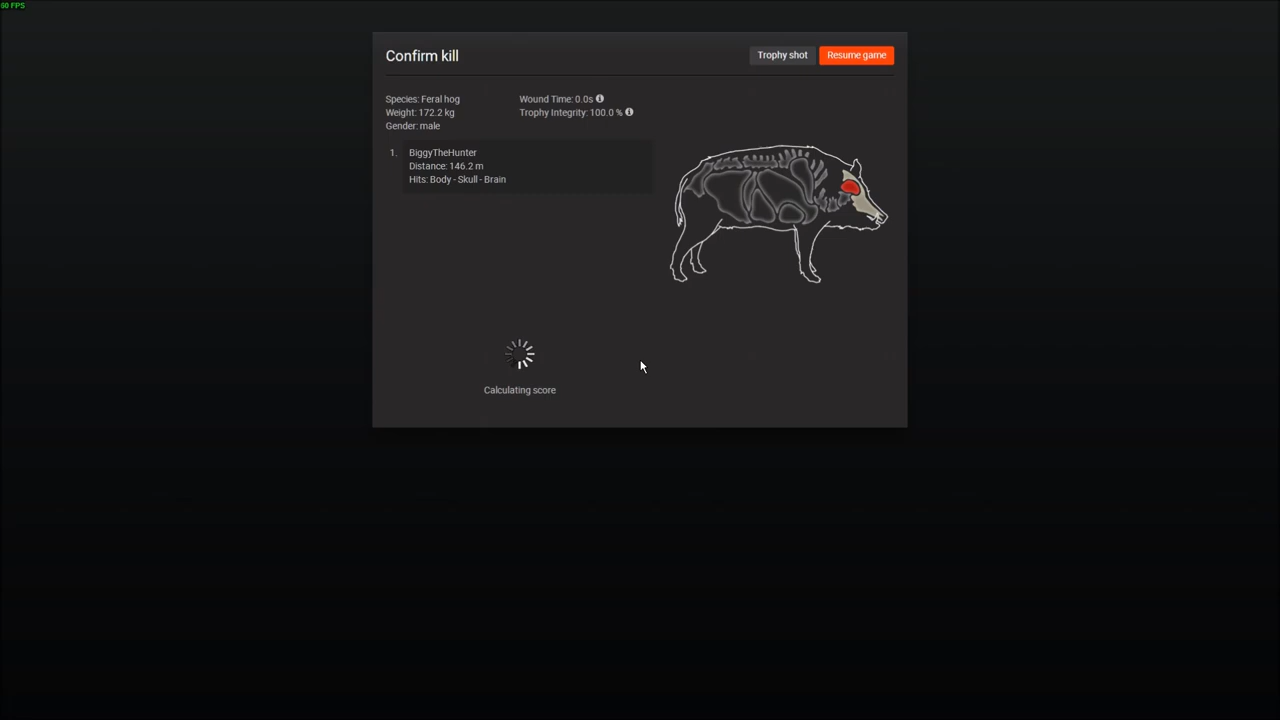 60 FPS
Confirm kill
Trophy shot
Resume game
Species: Feral hog
Wound Time: 0.0s
Weight: 172.2 kg
Trophy Integrity: 100.0 %
Gender: male
1. BiggyTheHunter
Distance: 146.2 m
Hits: Body - Skull - Brain
Calculating score